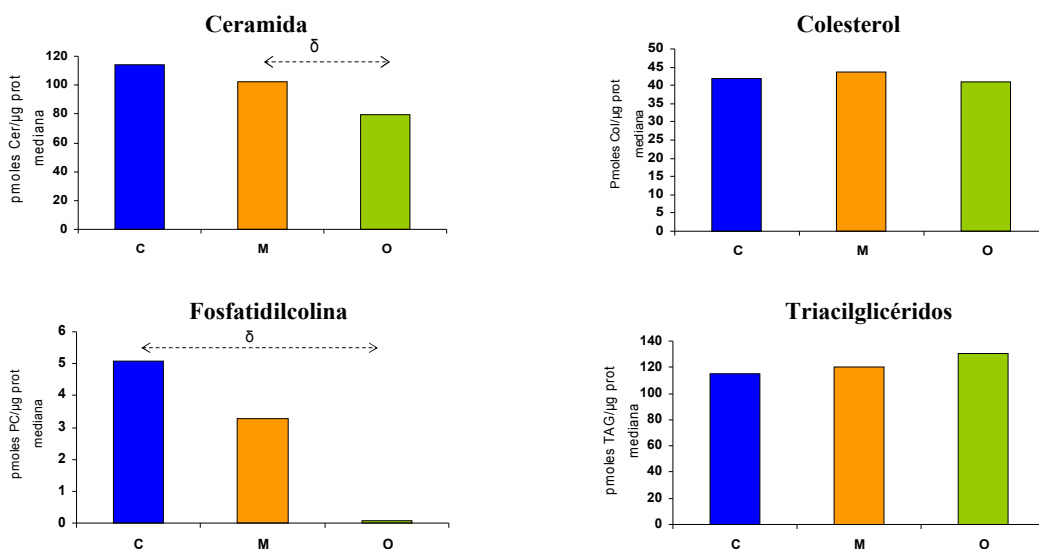 Ceramida
δ
pmoles Cer/µg prot
mediana
120
100
80
60
40
20
0
C M O
Colesterol
Pmoles Col/µg prot
mediana
50
45
40
35
30
25
20
15
10
5
0
C M O
Fosfatidilcolina
δ
pmoles PC/µg prot
mediana
6
5
4
3
2
1
0
C M O
Triacilglicéridos
pmoles TAG/µg prot
mediana
140
120
100
80
60
40
20
0
C M O